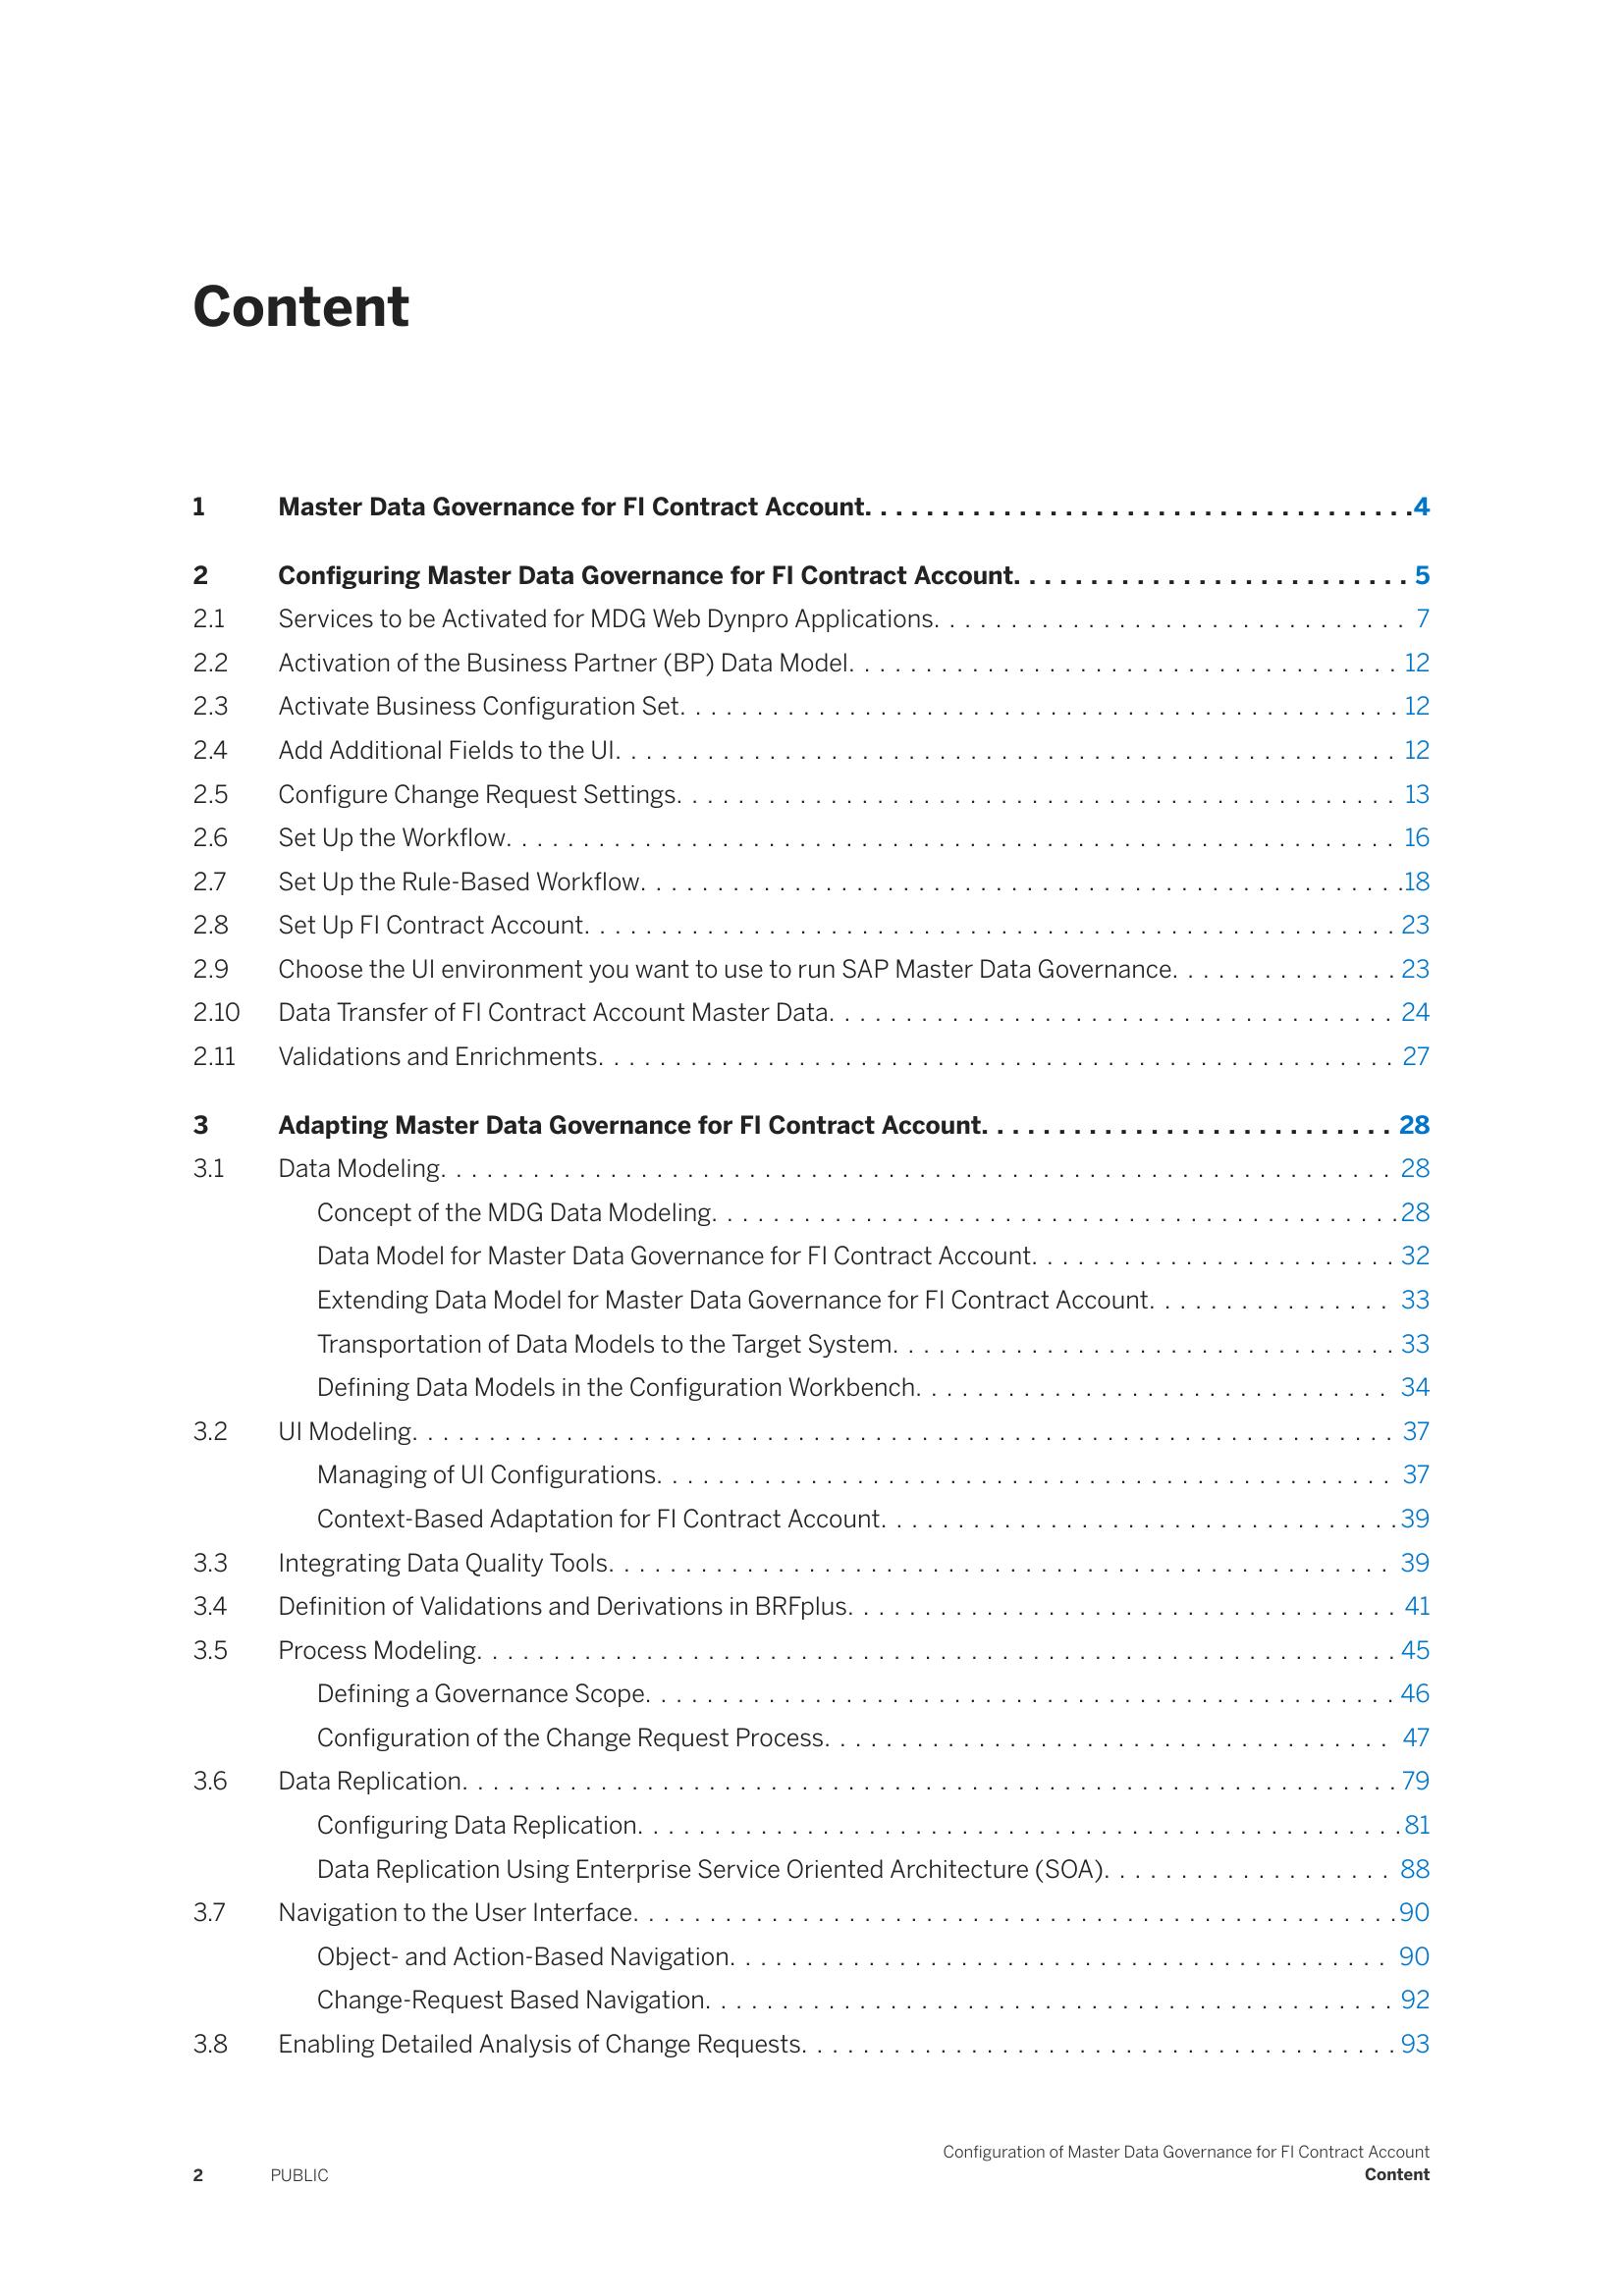 Content
1 Master Data Governance for FI Contract Account. . . . . . . . . . . . . . . . . . . . . . . . . . . . . . . . . . .4
2 Configuring Master Data Governance for FI Contract Account. . . . . . . . . . . . . . . . . . . . . . . . . . 5
2.1 Services to be Activated for MDG Web Dynpro Applications. . . . . . . . . . . . . . . . . . . . . . . . . . . . . . . 7
2.2 Activation of the Business Partner (BP) Data Model. . . . . . . . . . . . . . . . . . . . . . . . . . . . . . . . . . . . 12
2.3 Activate Business Configuration Set. . . . . . . . . . . . . . . . . . . . . . . . . . . . . . . . . . . . . . . . . . . . . . . 12
2.4 Add Additional Fields to the UI. . . . . . . . . . . . . . . . . . . . . . . . . . . . . . . . . . . . . . . . . . . . . . . . . . . 12
2.5 Configure Change Request Settings. . . . . . . . . . . . . . . . . . . . . . . . . . . . . . . . . . . . . . . . . . . . . . . 13
2.6 Set Up the Workflow. . . . . . . . . . . . . . . . . . . . . . . . . . . . . . . . . . . . . . . . . . . . . . . . . . . . . . . . . . 16
2.7 Set Up the Rule-Based Workflow. . . . . . . . . . . . . . . . . . . . . . . . . . . . . . . . . . . . . . . . . . . . . . . . . .18
2.8 Set Up FI Contract Account. . . . . . . . . . . . . . . . . . . . . . . . . . . . . . . . . . . . . . . . . . . . . . . . . . . . . 23
2.9 Choose the UI environment you want to use to run SAP Master Data Governance. . . . . . . . . . . . . . . 23
2.10 Data Transfer of FI Contract Account Master Data. . . . . . . . . . . . . . . . . . . . . . . . . . . . . . . . . . . . . 24
2.11 Validations and Enrichments. . . . . . . . . . . . . . . . . . . . . . . . . . . . . . . . . . . . . . . . . . . . . . . . . . . . 27
3 Adapting Master Data Governance for FI Contract Account. . . . . . . . . . . . . . . . . . . . . . . . . . . 28
3.1 Data Modeling. . . . . . . . . . . . . . . . . . . . . . . . . . . . . . . . . . . . . . . . . . . . . . . . . . . . . . . . . . . . . . 28
Concept of the MDG Data Modeling. . . . . . . . . . . . . . . . . . . . . . . . . . . . . . . . . . . . . . . . . . . . .28
Data Model for Master Data Governance for FI Contract Account. . . . . . . . . . . . . . . . . . . . . . . . 32
Extending Data Model for Master Data Governance for FI Contract Account. . . . . . . . . . . . . . . . 33
Transportation of Data Models to the Target System. . . . . . . . . . . . . . . . . . . . . . . . . . . . . . . . . 33
Defining Data Models in the Configuration Workbench. . . . . . . . . . . . . . . . . . . . . . . . . . . . . . . 34
3.2 UI Modeling. . . . . . . . . . . . . . . . . . . . . . . . . . . . . . . . . . . . . . . . . . . . . . . . . . . . . . . . . . . . . . . . 37
Managing of UI Configurations. . . . . . . . . . . . . . . . . . . . . . . . . . . . . . . . . . . . . . . . . . . . . . . . 37
Context-Based Adaptation for FI Contract Account. . . . . . . . . . . . . . . . . . . . . . . . . . . . . . . . . .39
3.3 Integrating Data Quality Tools. . . . . . . . . . . . . . . . . . . . . . . . . . . . . . . . . . . . . . . . . . . . . . . . . . . 39
3.4 Definition of Validations and Derivations in BRFplus. . . . . . . . . . . . . . . . . . . . . . . . . . . . . . . . . . . . 41
3.5 Process Modeling. . . . . . . . . . . . . . . . . . . . . . . . . . . . . . . . . . . . . . . . . . . . . . . . . . . . . . . . . . . . 45
Defining a Governance Scope. . . . . . . . . . . . . . . . . . . . . . . . . . . . . . . . . . . . . . . . . . . . . . . . . 46
Configuration of the Change Request Process. . . . . . . . . . . . . . . . . . . . . . . . . . . . . . . . . . . . . 47
3.6 Data Replication. . . . . . . . . . . . . . . . . . . . . . . . . . . . . . . . . . . . . . . . . . . . . . . . . . . . . . . . . . . . . 79
Configuring Data Replication. . . . . . . . . . . . . . . . . . . . . . . . . . . . . . . . . . . . . . . . . . . . . . . . . .81
Data Replication Using Enterprise Service Oriented Architecture (SOA). . . . . . . . . . . . . . . . . . . 88
3.7 Navigation to the User Interface. . . . . . . . . . . . . . . . . . . . . . . . . . . . . . . . . . . . . . . . . . . . . . . . . .90
Object- and Action-Based Navigation. . . . . . . . . . . . . . . . . . . . . . . . . . . . . . . . . . . . . . . . . . . 90
Change-Request Based Navigation. . . . . . . . . . . . . . . . . . . . . . . . . . . . . . . . . . . . . . . . . . . . . 92
3.8 Enabling Detailed Analysis of Change Requests. . . . . . . . . . . . . . . . . . . . . . . . . . . . . . . . . . . . . . . 93
Configuration of Master Data Governance for FI Contract Account
2 PUBLIC Content